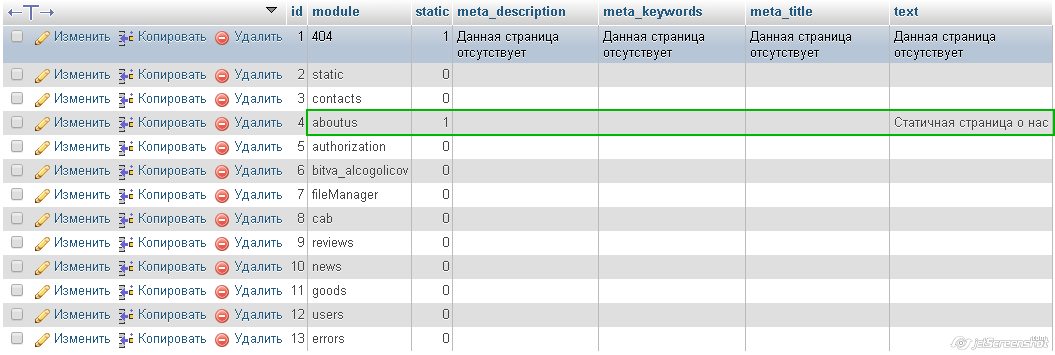 id module static meta_description meta_keywords meta_title text
Изменить Копировать Удалить 1 404 1 Данная страница отсутствует Данная страница отсутствует Данная страница отсутствует Данная страница отсутствует
Изменить Копировать Удалить 2 static 0
Изменить Копировать Удалить 3 contacts 0
Изменить Копировать Удалить 4 aboutus 1 Статичная страница о нас
Изменить Копировать Удалить 5 authorization 0
Изменить Копировать Удалить 6 bitva_alcogolicov 0
Изменить Копировать Удалить 7 fileManager 0
Изменить Копировать Удалить 8 cab 0
Изменить Копировать Удалить 9 reviews 0
Изменить Копировать Удалить 10 news 0
Изменить Копировать Удалить 11 goods 0
Изменить Копировать Удалить 12 users 0
Изменить Копировать Удалить 13 errors 0
jetScreenshot